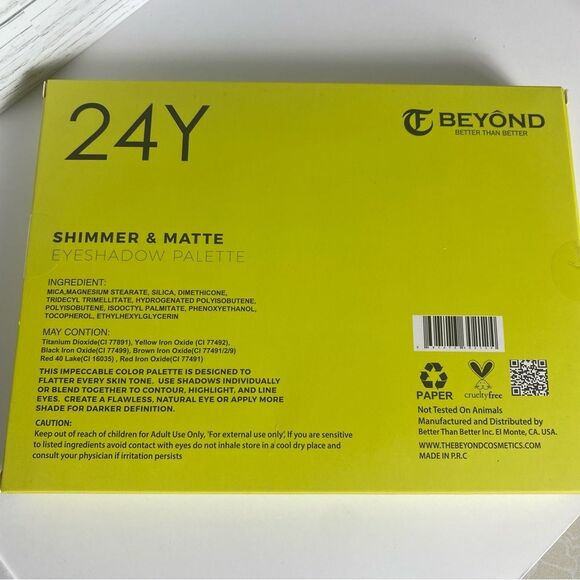 24Y
BEYÔND
BETTER THAN BETTER
SHIMMER & MATTE
EYESHADOW PALETTE
INGREDIENT:
MICA,MAGNESIUM STEARATE, SILICA, DIMETHICONE,
TRIDECYL TRIMELLITATE, HYDROGENATED POLYISOBUTENE,
POLYISOBUTENE, ISOOCTYL PALMITATE, PHENOXYETHANOL,
TOCOPHEROL, ETHYLHEXYLGLYCERIN
MAY CONTION:
Titanium Dioxide(CI 77891), Yellow Iron Oxide (CI 77492),
Black Iron Oxide(CI 77499), Brown Iron Oxide(CI 77491/2/9)
Red 40 Lake(CI 16035) , Red Iron Oxide(CI 77491)
THIS IMPECCABLE COLOR PALETTE IS DESIGNED TO
FLATTER EVERY SKIN TONE. USE SHADOWS INDIVIDUALLY
OR BLEND TOGETHER TO CONTOUR, HIGHLIGHT, AND LINE
EYES. CREATE A FLAWLESS, NATURAL EYE OR APPLY MORE
SHADE FOR DARKER DEFINITION.
CAUTION:
Keep out of reach of children for Adult Use Only, 'For external use only', If you are sensitive
to listed ingredients avoid contact with eyes do not inhale store in a cool dry place and
consult your physician if irritation persists
PAPER
crueltyfree
Not Tested On Animals
Manufactured and Distributed by
Better Than Better Inc. El Monte, CA. USA.
WWW.THEBEYONDCOSMETICS.COM
MADE IN P.R.C